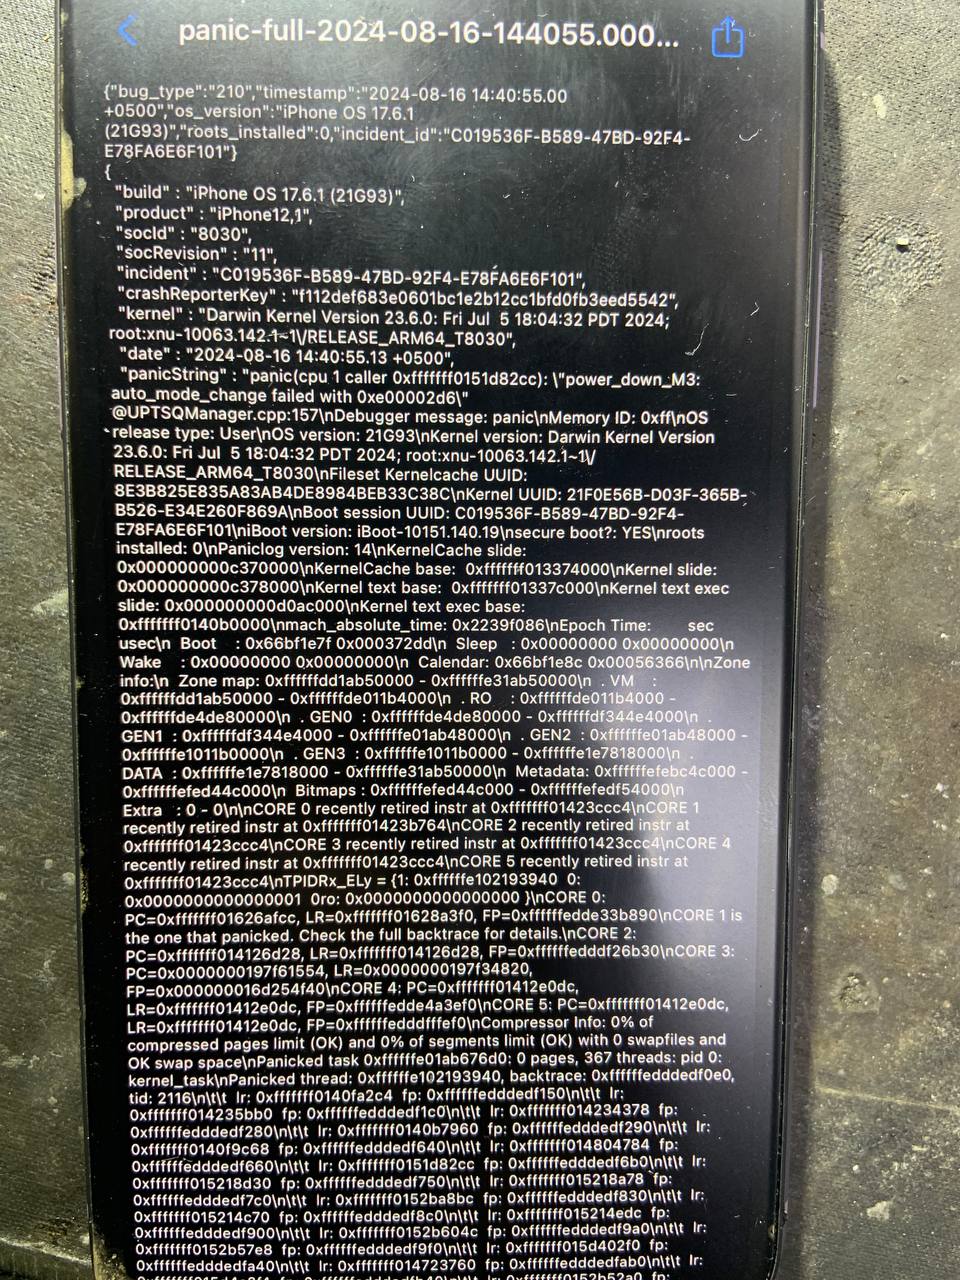 panic-full-2024-08-16-144055.000...
{"bug_type":"210","timestamp":"2024-08-16 14:40:55.00
+0500","os_version":"iPhone OS 17.6.1
(21G93)","roots_installed":0,"incident_id":"C019536F-B589-47BD-92F4-
E78FA6E6F101"}
{
"build" : "iPhone OS 17.6.1 (21G93)",
"product" : "iPhone12,1",
"socId" : "8030",
"socRevision" : "11",
"incident" : "C019536F-B589-47BD-92F4-E78FA6E6F101",
"crashReporterKey" : "f112def683e0601bc1e2b12cc1bfd0fb3eed5542",
"kernel" : "Darwin Kernel Version 23.6.0: Fri Jul  5 18:04:32 PDT 2024;
root:xnu-10063.142.1~1\/RELEASE_ARM64_T8030",
"date" : "2024-08-16 14:40:55.13 +0500",
"panicString" : "panic(cpu 1 caller 0xfffffff0151d82cc): \"power_down_M3:
auto_mode_change failed with 0xe00002d6\"
@UPTSQManager.cpp:157\nDebugger message: panic\nMemory ID: 0xff\nOS
release type: User\nOS version: 21G93\nKernel version: Darwin Kernel Version
23.6.0: Fri Jul  5 18:04:32 PDT 2024; root:xnu-10063.142.1~1\/
RELEASE_ARM64_T8030\nFileset Kernelcache UUID:
8E3B825E835A83AB4DE8984BEB33C38C\nKernel UUID: 21F0E56B-D03F-365B-
B526-E34E260F869A\nBoot session UUID: C019536F-B589-47BD-92F4-
E78FA6E6F101\niBoot version: iBoot-10151.140.19\nsecure boot?: YES\nroots
installed: 0\nPaniclog version: 14\nKernelCache slide:
0x000000000c370000\nKernelCache base:  0xfffffff013374000\nKernel slide:
0x000000000c378000\nKernel text base:  0xfffffff01337c000\nKernel text exec
slide: 0x000000000d0ac000\nKernel text exec base:
0xfffffff0140b0000\nmach_absolute_time: 0x2239f086\nEpoch Time:        sec
usec\n  Boot    : 0x66bf1e7f 0x000372dd\n  Sleep   : 0x00000000 0x00000000\n
Wake    : 0x00000000 0x00000000\n  Calendar: 0x66bf1e8c 0x00056366\n\nZone
info:\n  Zone map: 0xffffffdd1ab50000 - 0xffffffe31ab50000\n  . VM    :
0xffffffdd1ab50000 - 0xffffffde011b4000\n  . RO    : 0xffffffde011b4000 -
0xffffffde4de80000\n  . GEN0  : 0xffffffde4de80000 - 0xffffffdf344e4000\n  .
GEN1  : 0xffffffdf344e4000 - 0xffffffe01ab48000\n  . GEN2  : 0xffffffe01ab48000 -
0xffffffe1011b0000\n  . GEN3  : 0xffffffe1011b0000 - 0xffffffe1e7818000\n  .
DATA  : 0xffffffe1e7818000 - 0xffffffe31ab50000\n  Metadata: 0xffffffefebc4c000 -
0xffffffefed44c000\n  Bitmaps : 0xffffffefed44c000 - 0xffffffefedf54000\n
Extra   : 0 - 0\n\nCORE 0 recently retired instr at 0xfffffff01423ccc4\nCORE 1
recently retired instr at 0xfffffff01423b764\nCORE 2 recently retired instr at
0xfffffff01423ccc4\nCORE 3 recently retired instr at 0xfffffff01423ccc4\nCORE 4
recently retired instr at 0xfffffff01423ccc4\nCORE 5 recently retired instr at
0xfffffff01423ccc4\nTPIDRx_ELy = {1: 0xffffffe102193940  0:
0x0000000000000001  0ro: 0x0000000000000000 }\nCORE 0:
PC=0xfffffff01626afcc, LR=0xfffffff01628a3f0, FP=0xffffffedde33b890\nCORE 1 is
the one that panicked. Check the full backtrace for details.\nCORE 2:
PC=0xfffffff014126d28, LR=0xfffffff014126d28, FP=0xffffffedddf26b30\nCORE 3:
PC=0x0000000197f61554, LR=0x0000000197f34820,
FP=0x000000016d254f40\nCORE 4: PC=0xfffffff01412e0dc,
LR=0xfffffff01412e0dc, FP=0xffffffedde4a3ef0\nCORE 5: PC=0xfffffff01412e0dc,
LR=0xfffffff01412e0dc, FP=0xffffffedddfffef0\nCompressor Info: 0% of
compressed pages limit (OK) and 0% of segments limit (OK) with 0 swapfiles and
OK swap space\nPanicked task 0xffffffe01ab676d0: 0 pages, 367 threads: pid 0:
kernel_task\nPanicked thread: 0xffffffe102193940, backtrace: 0xffffffedddedf0e0,
tid: 2116\n\t\t  lr: 0xfffffff0140fa2c4  fp: 0xffffffedddedf150\n\t\t  lr:
0xfffffff014235bb0  fp: 0xffffffedddedf1c0\n\t\t  lr: 0xfffffff014234378  fp:
0xffffffedddedf280\n\t\t  lr: 0xfffffff0140b7960  fp: 0xffffffedddedf290\n\t\t  lr:
0xfffffff0140f9c68  fp: 0xffffffedddedf640\n\t\t  lr: 0xfffffff014804784  fp:
0xffffffedddedf660\n\t\t  lr: 0xfffffff0151d82cc  fp: 0xffffffedddedf6b0\n\t\t  lr:
0xfffffff015218d30  fp: 0xffffffedddedf750\n\t\t  lr: 0xfffffff015218a78  fp:
0xffffffedddedf7c0\n\t\t  lr: 0xfffffff0152ba8bc  fp: 0xffffffedddedf830\n\t\t  lr:
0xfffffff015214c70  fp: 0xffffffedddedf8c0\n\t\t  lr: 0xfffffff015214edc  fp:
0xffffffedddedf900\n\t\t  lr: 0xfffffff0152b604c  fp: 0xffffffedddedf9a0\n\t\t  lr:
0xfffffff0152b57e8  fp: 0xffffffedddedf9f0\n\t\t  lr: 0xfffffff015d402f0  fp:
0xffffffedddedfa40\n\t\t  lr: 0xfffffff014723760  fp: 0xffffffedddedfab0\n\t\t  lr: